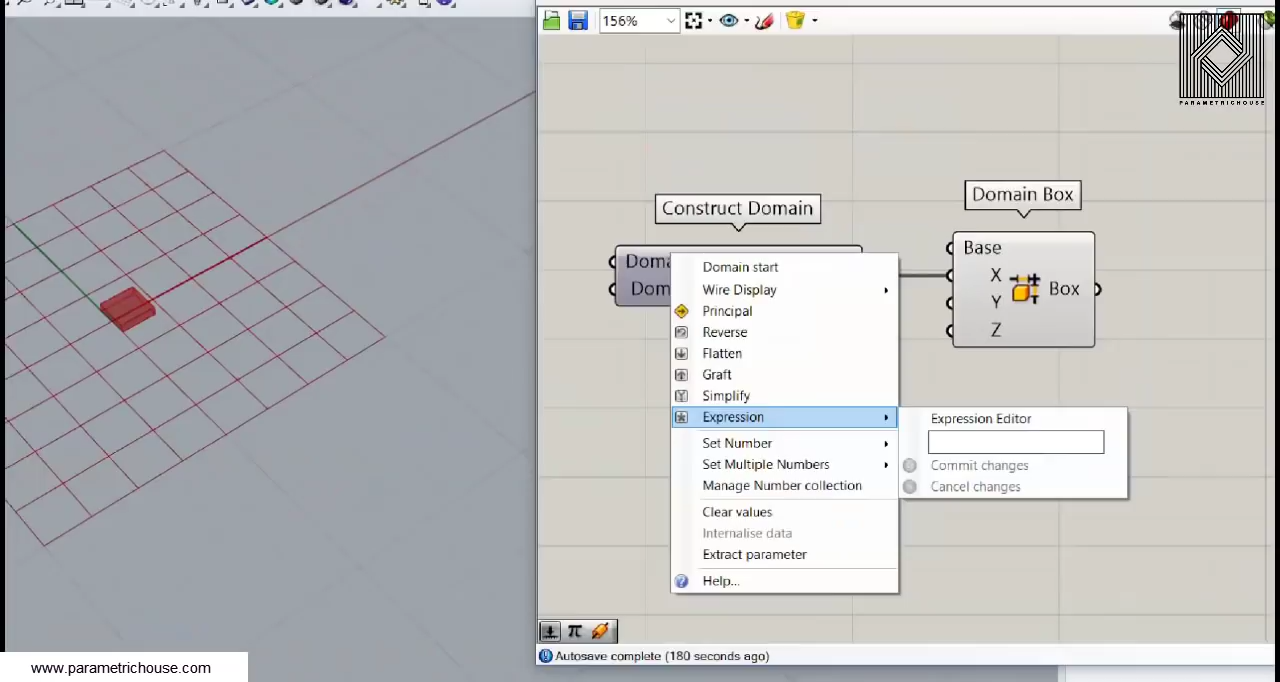 156%
PARAMETRICHOUSE
Construct Domain
Domain Box
Doma
Dom
Base
X
Y
Z
Box
Domain start
Wire Display
Principal
Reverse
Flatten
Graft
Simplify
Expression
Expression Editor
Set Number
Commit changes
Set Multiple Numbers
Cancel changes
Manage Number collection
Clear values
Internalise data
Extract parameter
Help...
Autosave complete (180 seconds ago)
www.parametrichouse.com